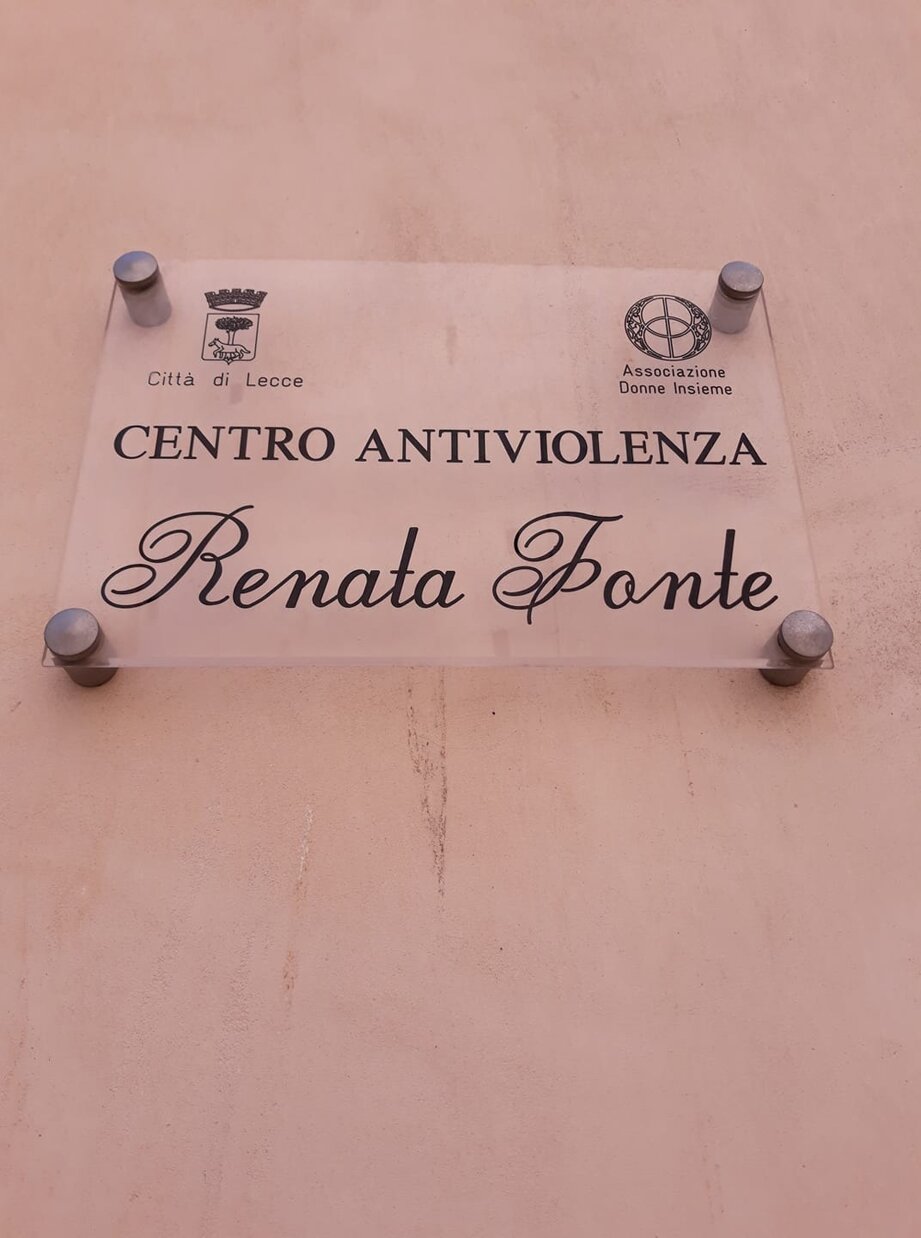 Città di Lecce
Associazione
Donne Insieme
CENTRO ANTIVIOLENZA
Renata Fonte